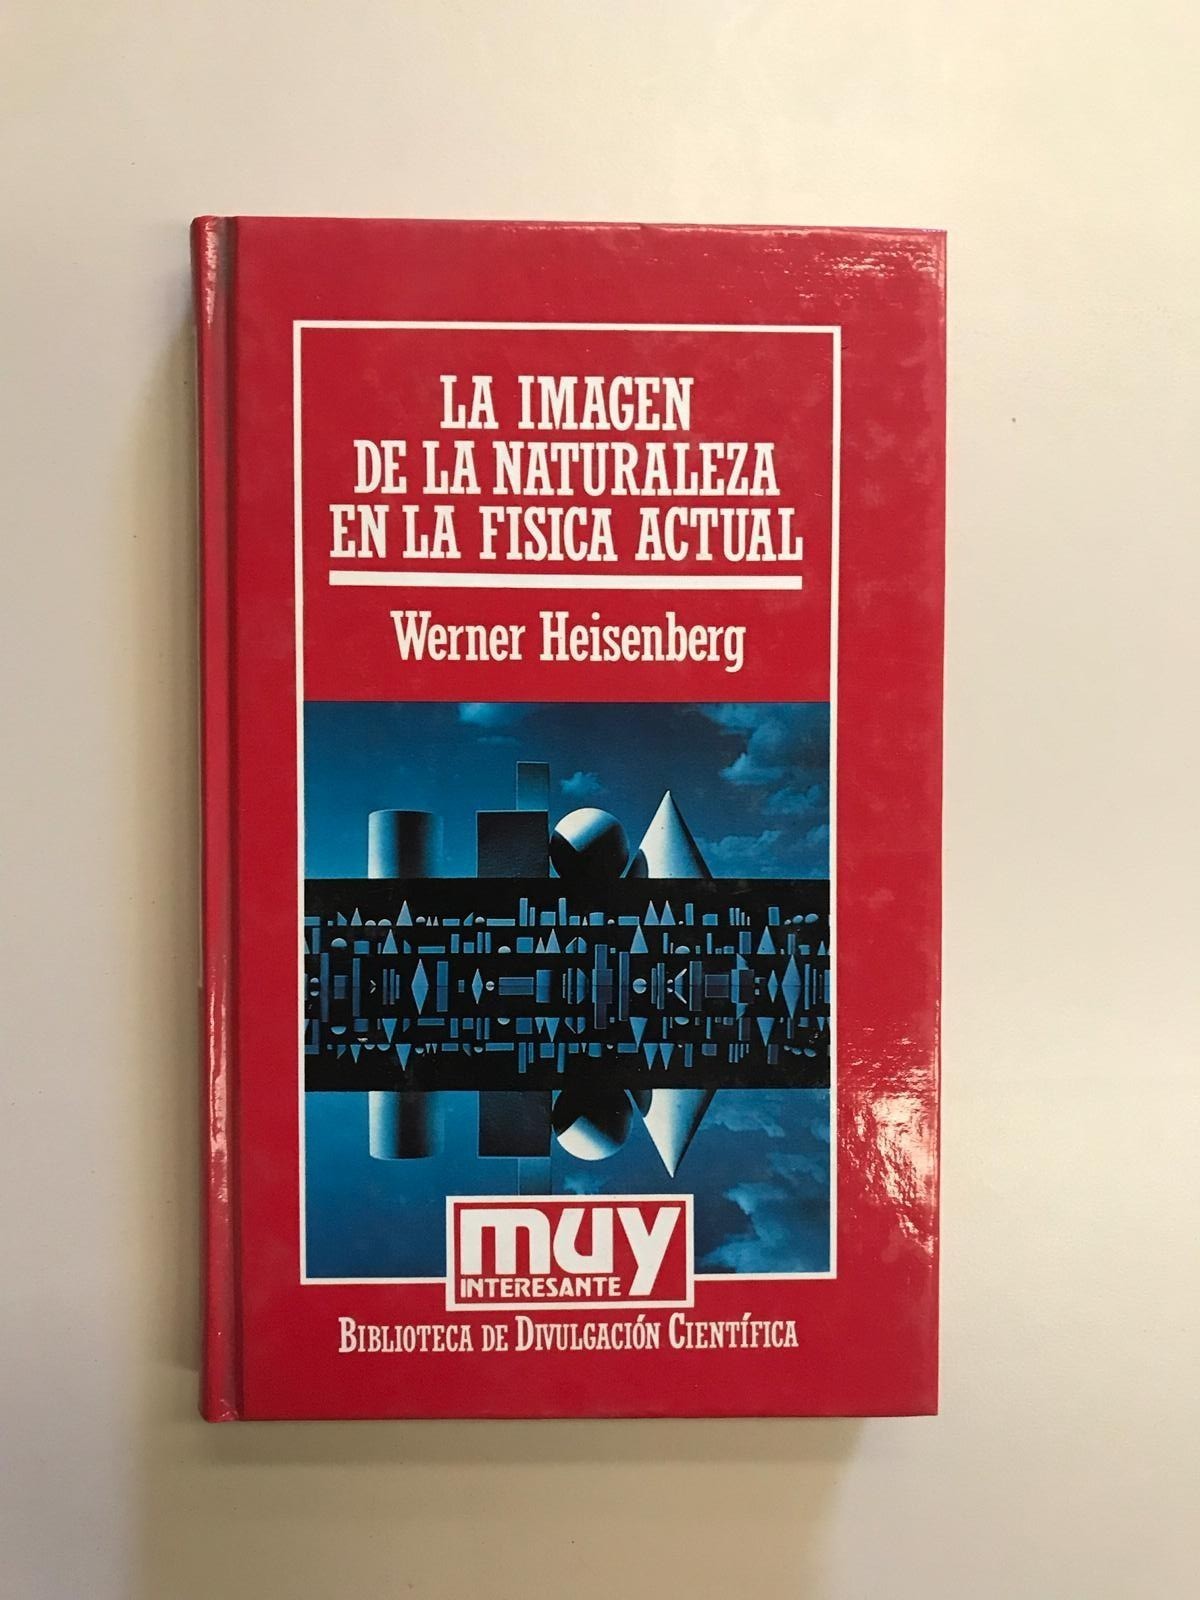 LA IMAGEN
DE LA NATURALEZA
EN LA FISICA ACTUAL
Werner Heisenberg
muy
INTERESANTE
BIBLIOTECA DE DIVULGACIÓN CIENTÍFICA